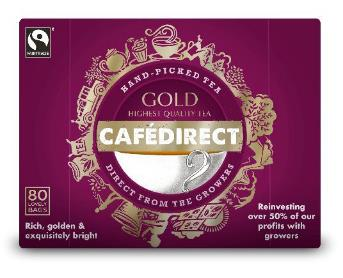 FAIRTRADE
HAND-PICKED TEA
GOLD
HIGHEST QUALITY TEA
CAFÉDIRECT
DIRECT FROM THE GROWERS
80
LOVELY
BAGS
Rich, golden &
exquisitely bright
Reinvesting
over 50% of our
profits with
growers